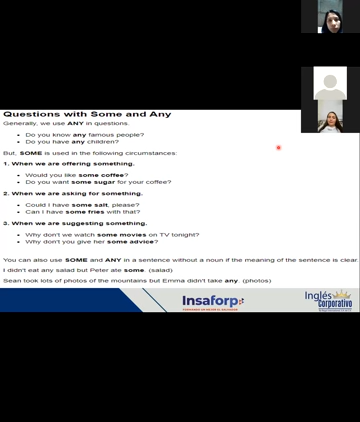 Questions with Some and Any
Generally, we use ANY in questions.
• Do you know any famous people?
• Do you have any children?
But, SOME is used in the following circumstances:
1. When we are offering something.
• Would you like some coffee?
• Do you want some sugar for your coffee?
2. When we are asking for something.
• Could I have some salt, please?
• Can I have some fries with that?
3. When we are suggesting something.
• Why don't we watch some movies on TV tonight?
• Why don't you give her some advice?
You can also use SOME and ANY in a sentence without a noun if the meaning of the sentence is clear.
I didn't eat any salad but Peter ate some. (salad)
Sean took lots of photos of the mountains but Emma didn't take any. (photos)
Insaforp
Inglés
Corporativo